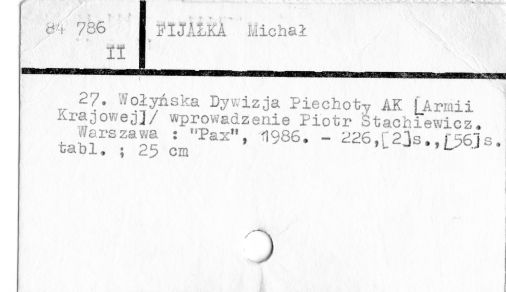 84 786 FIJAŁKA Michał
II
27. Wołyńska Dywizja Piechoty AK [Armii
Krajowej]/ wprowadzenie Piotr Stachiewicz.
Warszawa : "Pax", 1986. - 226,[2]s.,[56]s.
tabl. ; 25 cm